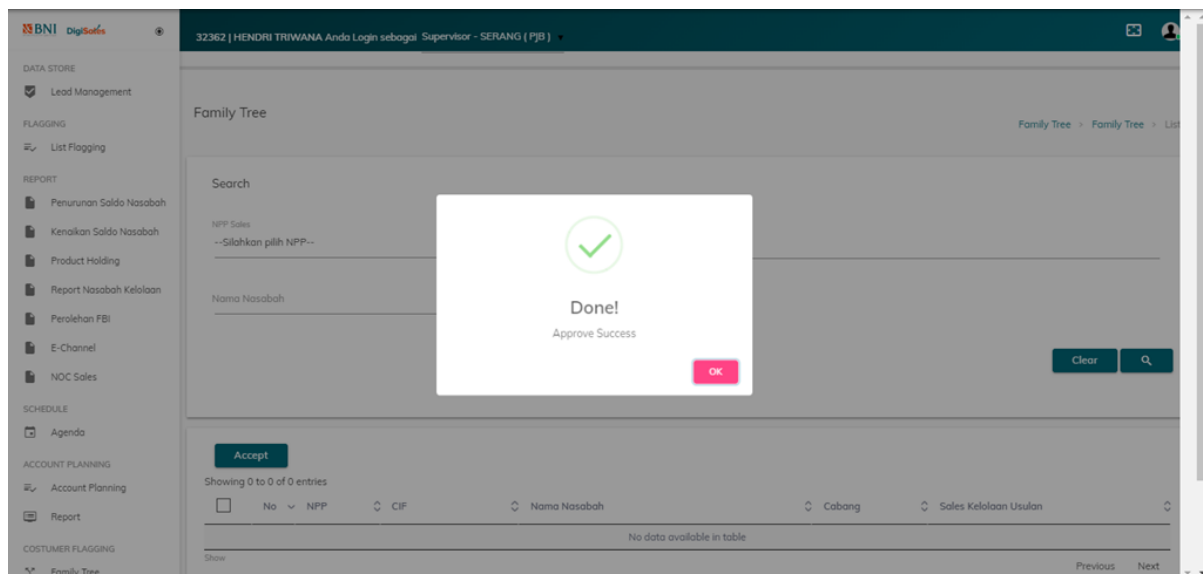 BNI DigiSales
32362 | HENDRI TRIWANA Anda Login sebagai Supervisor - SERANG ( PJB )
DATA STORE
Lead Management
FLAGGING
List Flagging
REPORT
Penurunan Saldo Nasabah
Kenaikan Saldo Nasabah
Product Holding
Report Nasabah Kelolaan
Perolehan FBI
E-Channel
NOC Sales
SCHEDULE
Agenda
ACCOUNT PLANNING
Account Planning
Report
COSTUMER FLAGGING
Family Tree
Family Tree
Family Tree > Family Tree > List
Search
NPP Sales
--Silahkan pilih NPP--
Nama Nasabah
Done!
Approve Success
OK
Clear
Accept
Showing 0 to 0 of 0 entries
No NPP CIF Nama Nasabah Cabang Sales Kelolaan Usulan
No data available in table
Show
Previous Next